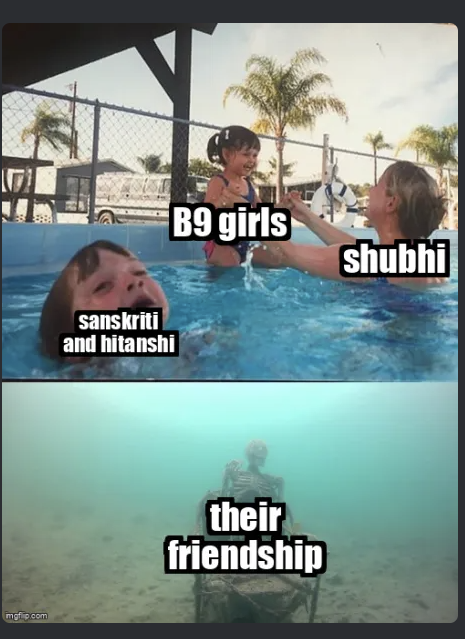 B9 girls
shubhi
sanskriti
and hitanshi
their
friendship
imgflip.com